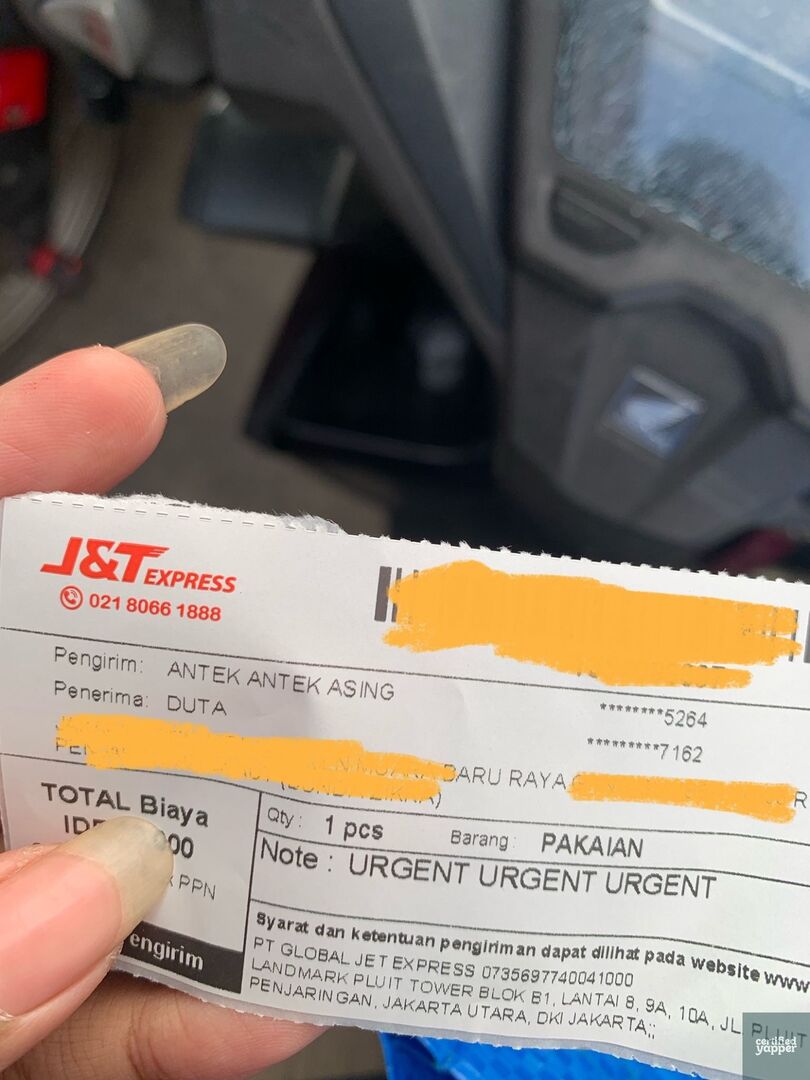 J&T EXPRESS
021 8066 1888
Pengirim: ANTEK ANTEK ASING
********5264
Penerima: DUTA
*********7162
BARU RAYA
TOTAL Biaya
Qty : 1 pcs Barang : PAKAIAN
00
Note : URGENT URGENT URGENT
PPN
engirim
Syarat dan ketentuan pengiriman dapat dilihat pada website www
PT GLOBAL JET EXPRESS 0735697740041000
LANDMARK PLUIT TOWER BLOK B1, LANTAI 8, 9A, 10A, JL. PLUIT
PENJARINGAN, JAKARTA UTARA, DKI JAKARTA,;;
certified
yapper